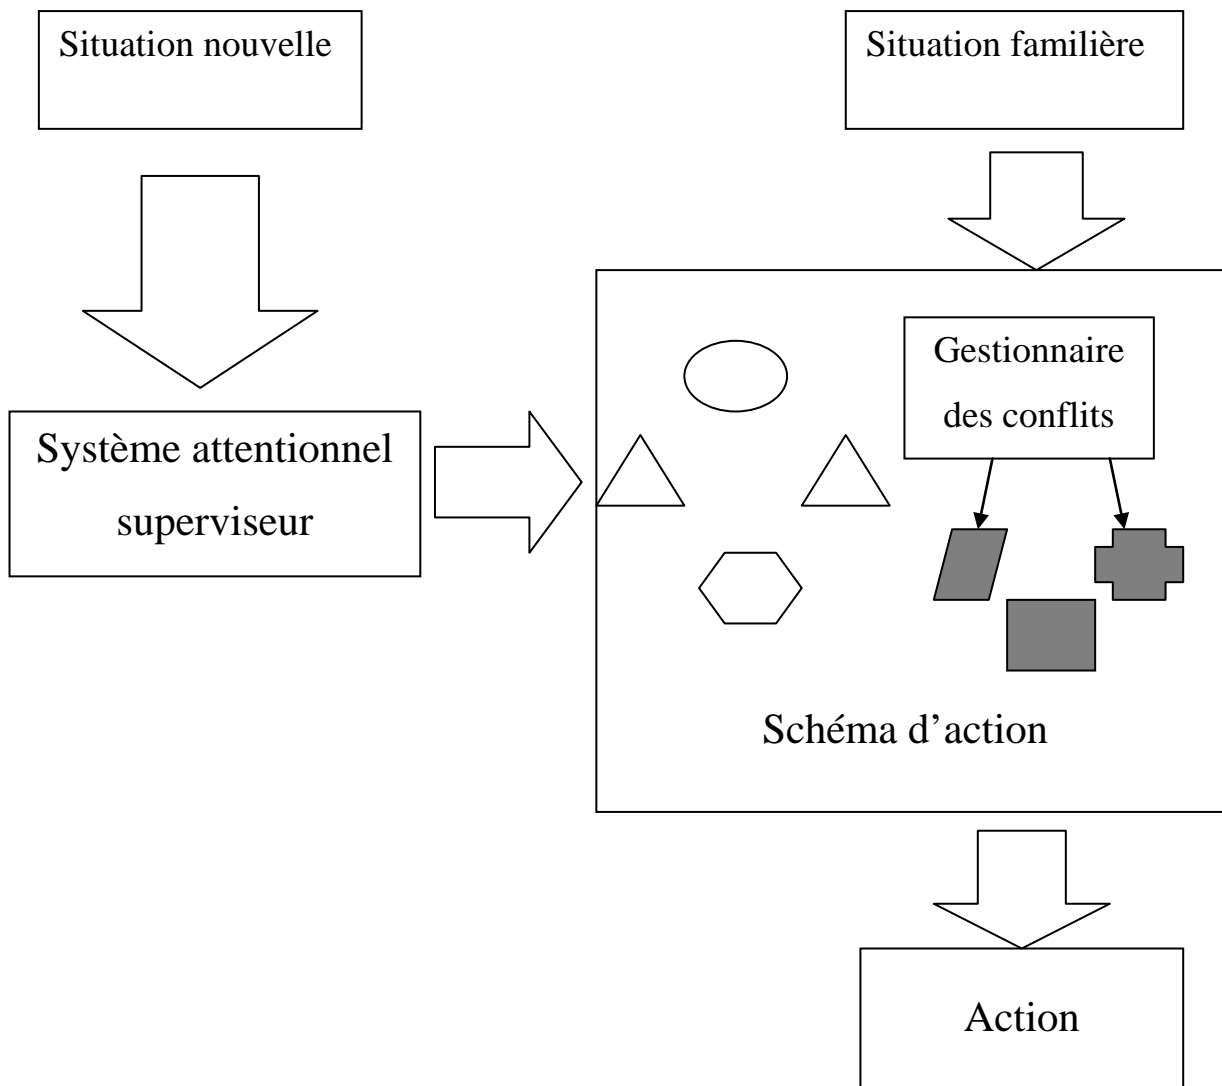 Situation nouvelle
Situation familière
Gestionnaire
des conflits
Système attentionnel
superviseur
Schéma d’action
Action